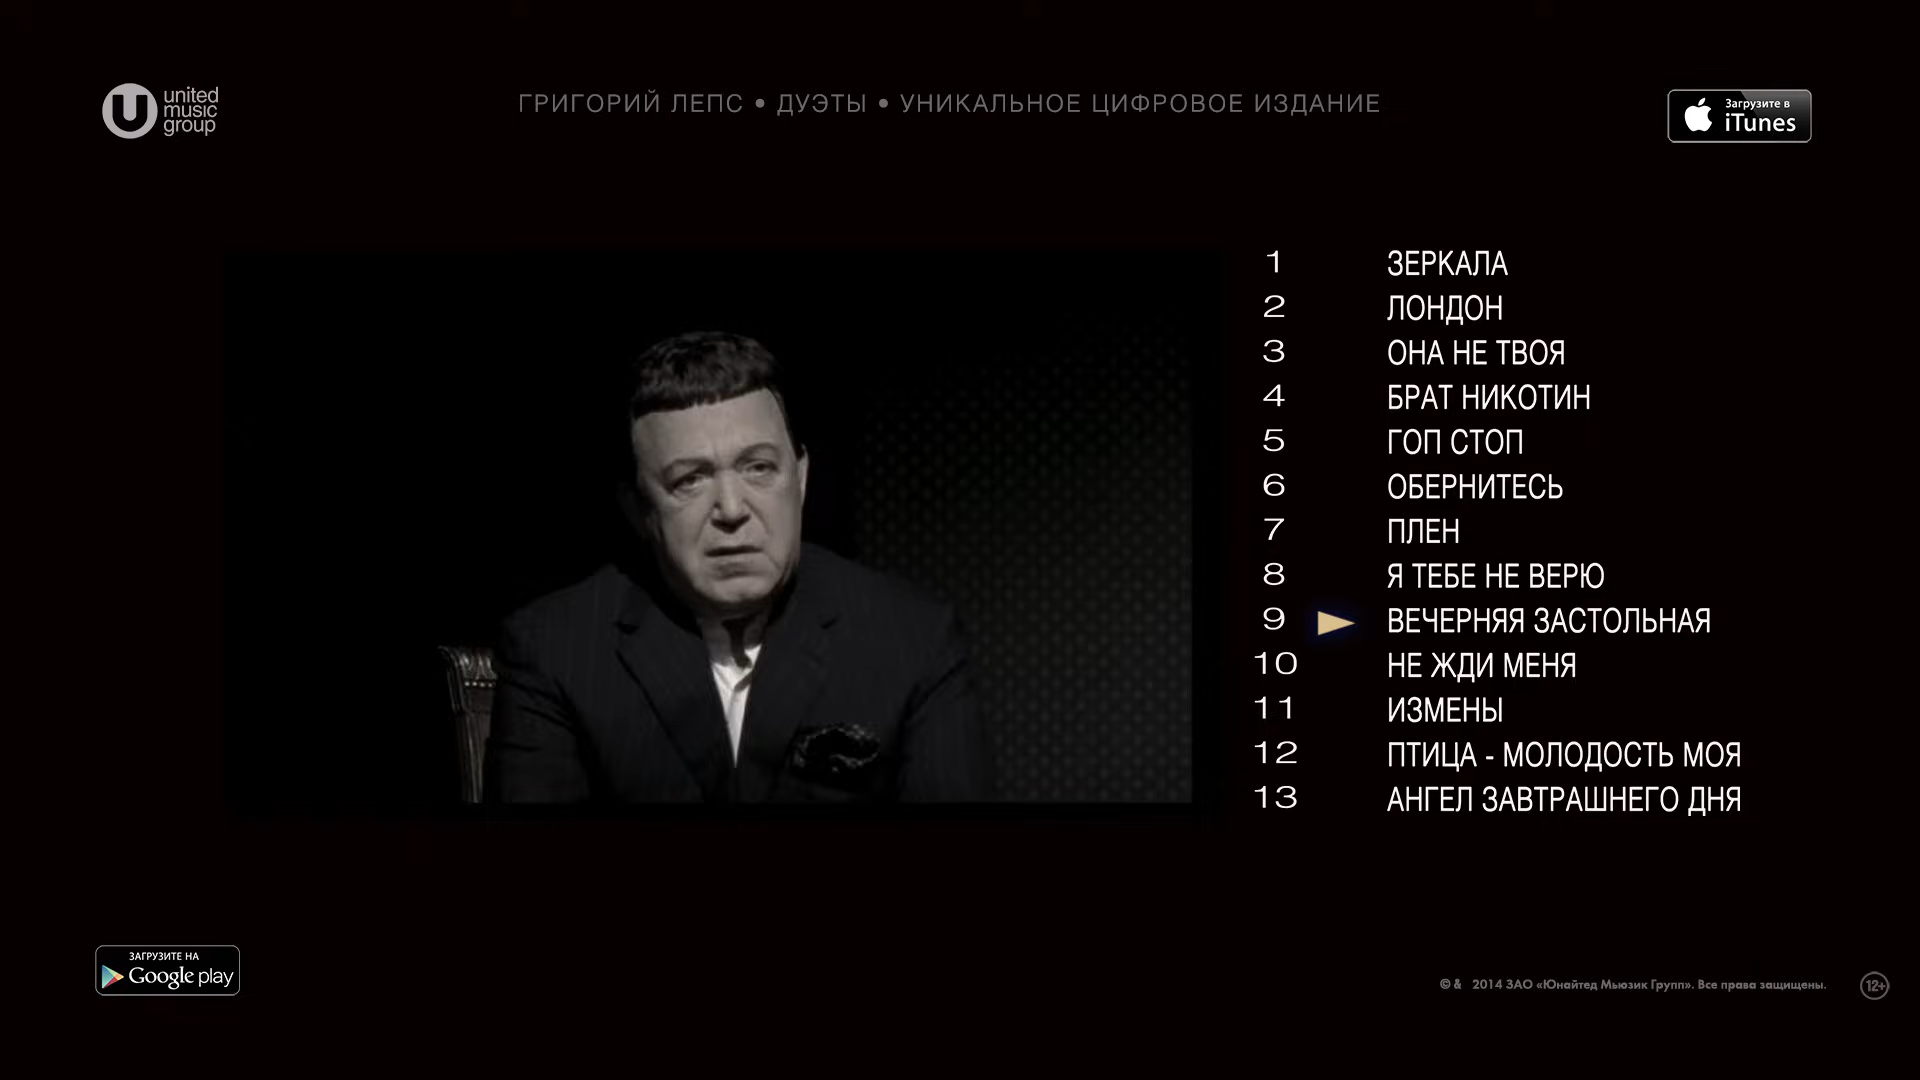 united
music
group
ГРИГОРИЙ ЛЕПС • ДУЭТЫ • УНИКАЛЬНОЕ ЦИФРОВОЕ ИЗДАНИЕ
Загрузите в
iTunes
1 ЗЕРКАЛА
2 ЛОНДОН
3 ОНА НЕ ТВОЯ
4 БРАТ НИКОТИН
5 ГОП СТОП
6 ОБЕРНИТЕСЬ
7 ПЛЕН
8 Я ТЕБЕ НЕ ВЕРЮ
9 ВЕЧЕРНЯЯ ЗАСТОЛЬНАЯ
10 НЕ ЖДИ МЕНЯ
11 ИЗМЕНЫ
12 ПТИЦА - МОЛОДОСТЬ МОЯ
13 АНГЕЛ ЗАВТРАШНЕГО ДНЯ
ЗАГРУЗИТЕ НА
Google play
© & 2014 ЗАО «Юнайтед Мьюзик Групп». Все права защищены.
12+